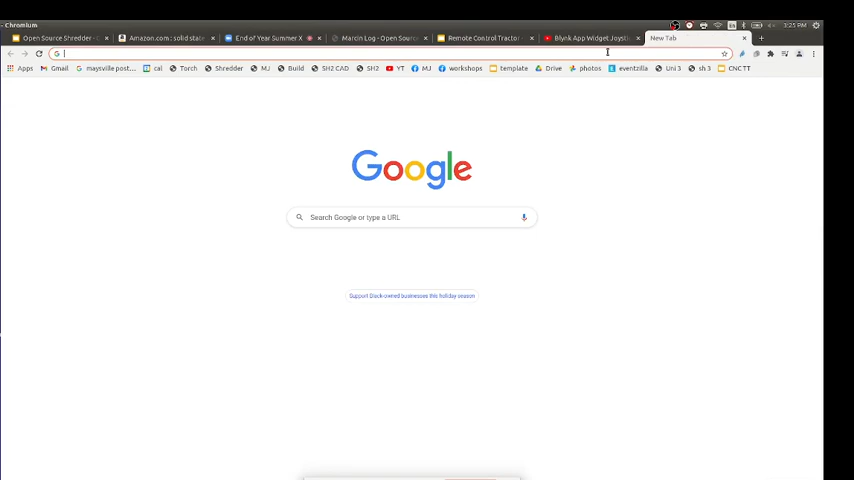 - Chromium
En
3:25 PM
Open Source Shredder -
Amazon.com : solid state
End of Year Summer X
Marcin Log - Open Sourc
Remote Control Tractor -
Blynk App Widget Joysti
New Tab
G
Apps Gmail maysville post... cal Torch Shredder MJ Build SH2 CAD SH2 YT MJ workshops template Drive photos eventzilla Uni 3 sh 3 CNC TT
Google
Search Google or type a URL
Support Black-owned businesses this holiday season